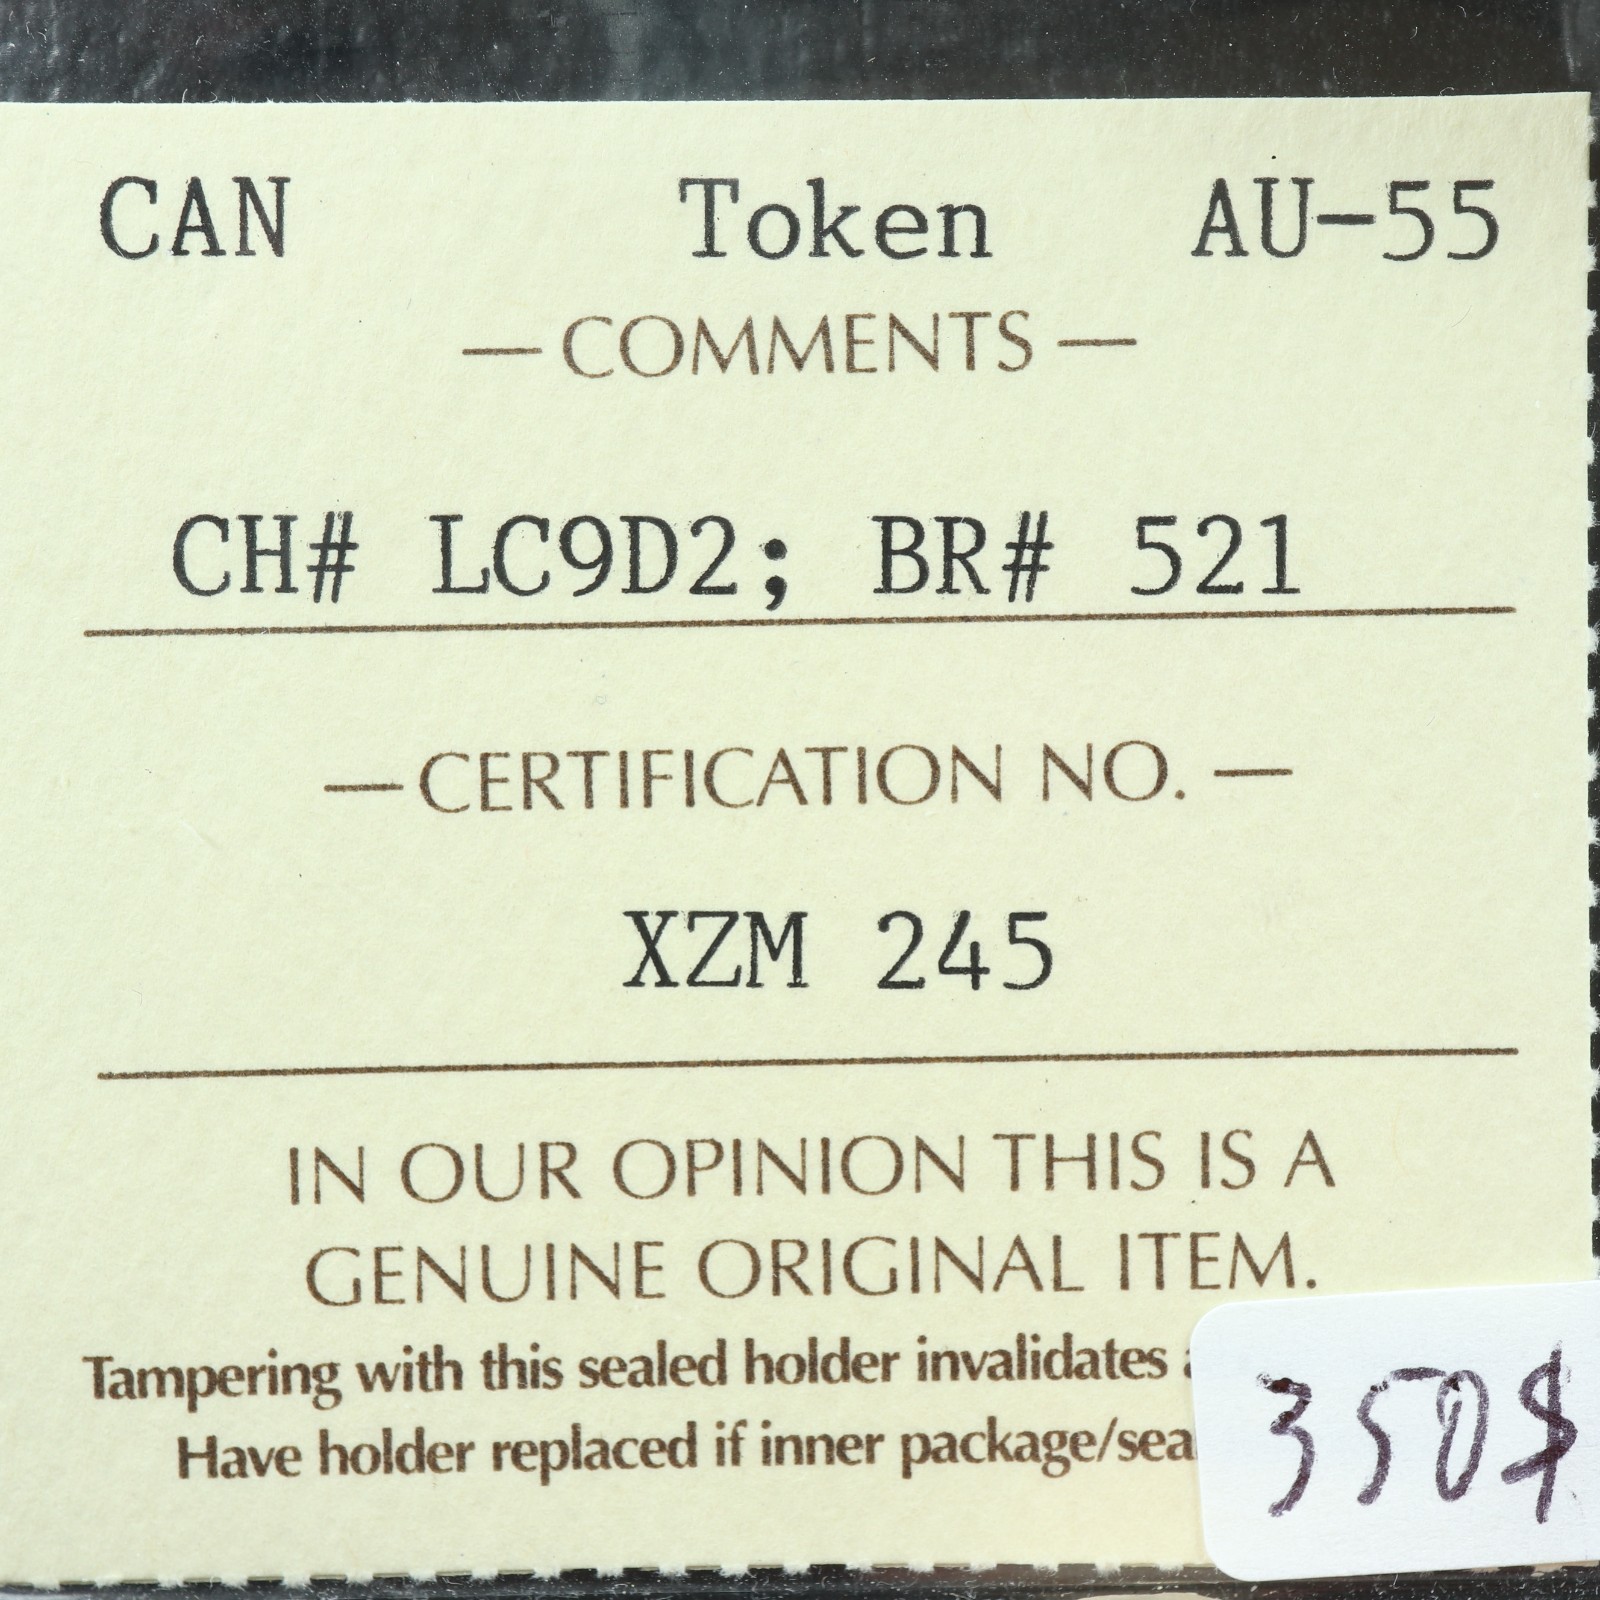 CAN Token AU-55
— COMMENTS —
CH# LC9D2; BR# 521
— CERTIFICATION NO. —
XZM 245
IN OUR OPINION THIS IS A
GENUINE ORIGINAL ITEM.
Tampering with this sealed holder invalidates
Have holder replaced if inner package/sea
350$